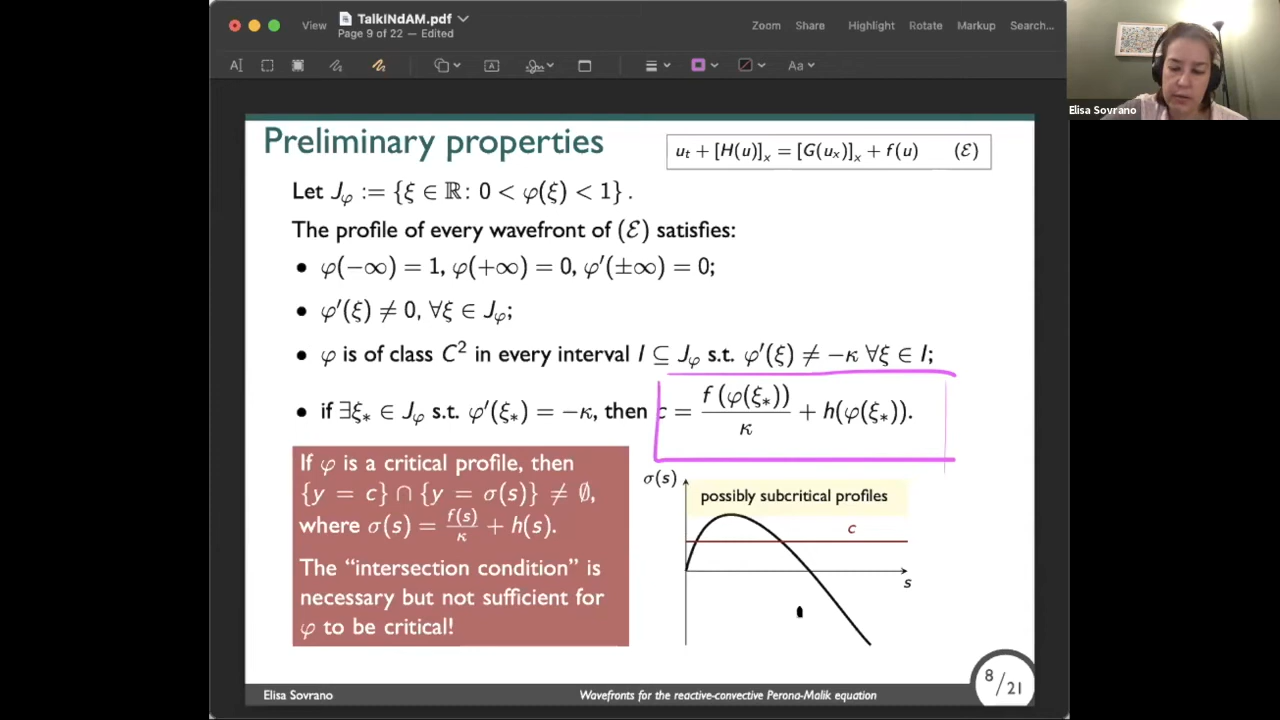 View
TalkINdAM.pdf
Page 9 of 22 — Edited
Zoom Share Highlight Rotate Markup Search...
Aa
Elisa Sovrano
Preliminary properties
u_t + [H(u)]_x = [G(u_x)]_x + f(u) (ℰ)
Let J_φ := {ξ ∈ ℝ: 0 < φ(ξ) < 1} .
The profile of every wavefront of (ℰ) satisfies:
• φ(−∞) = 1, φ(+∞) = 0, φ′(±∞) = 0;
• φ′(ξ) ≠ 0, ∀ξ ∈ J_φ;
• φ is of class C² in every interval I ⊆ J_φ s.t. φ′(ξ) ≠ −κ ∀ξ ∈ I;
• if ∃ξ_* ∈ J_φ s.t. φ′(ξ_*) = −κ, then c = f(φ(ξ_*))/κ + h(φ(ξ_*)).
If φ is a critical profile, then
{y = c} ∩ {y = σ(s)} ≠ ∅,
where σ(s) = f(s)/κ + h(s).
The “intersection condition” is
necessary but not sufficient for
φ to be critical!
σ(s)
possibly subcritical profiles
c
s
8/21
Elisa Sovrano
Wavefronts for the reactive-convective Perona-Malik equation